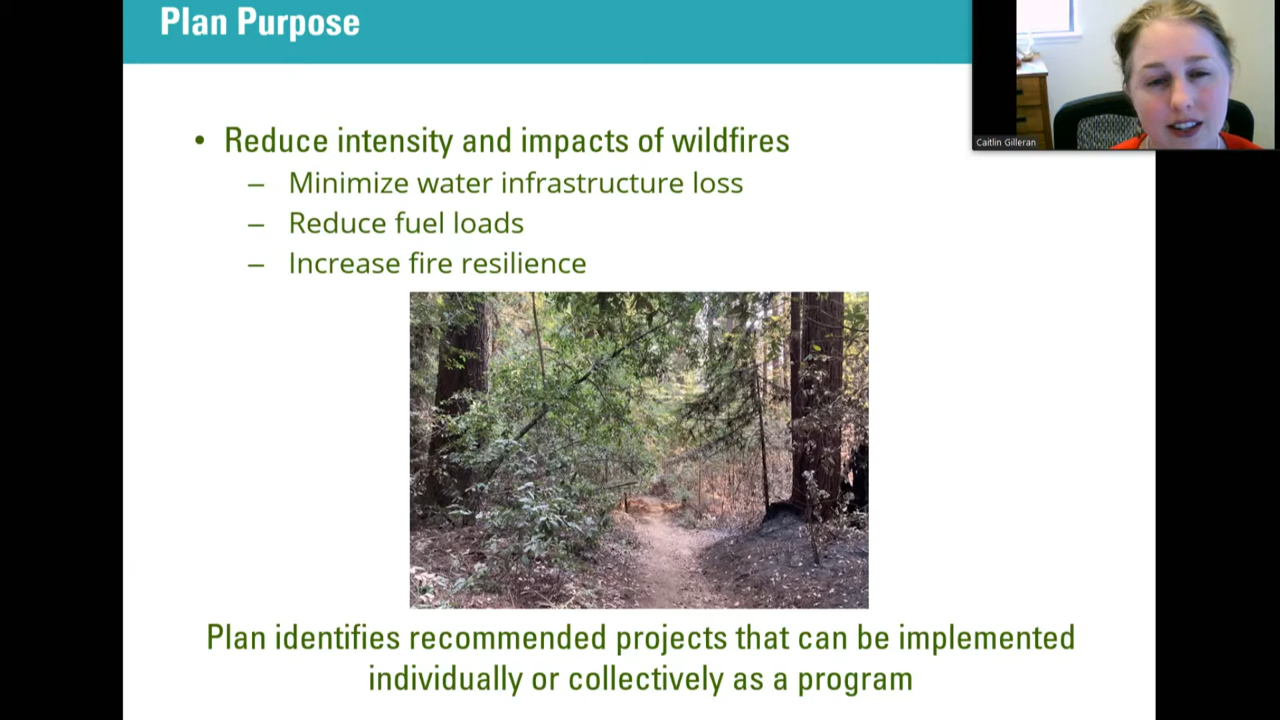 Plan Purpose
Caitlin Gilleran
• Reduce intensity and impacts of wildfires
– Minimize water infrastructure loss
– Reduce fuel loads
– Increase fire resilience
Plan identifies recommended projects that can be implemented
individually or collectively as a program